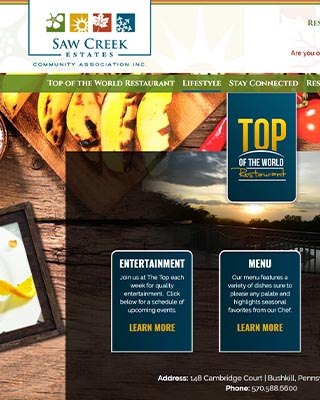 Saw Creek
ESTATES
COMMUNITY ASSOCIATION INC.
Are you o
Top of the World Restaurant Lifestyle Stay Connected Res
TOP
OF THE WORLD
Restaurant
ENTERTAINMENT
Join us at The Top each
week for quality
entertainment. Click
below for a schedule of
upcoming events.
LEARN MORE
MENU
Our menu features a
variety of dishes sure to
please any palate and
highlights seasonal
favorites from our Chef.
LEARN MORE
Address: 148 Cambridge Court | Bushkill, Pennsy
Phone: 570.588.6600